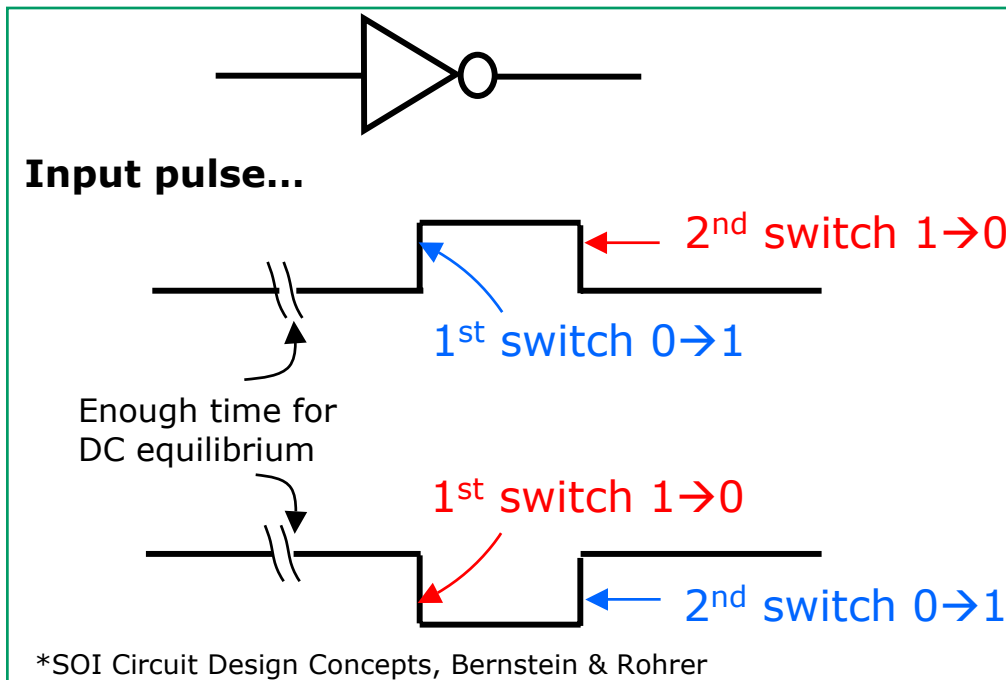 Input pulse...
2nd switch 1→0
1st switch 0→1
Enough time for
DC equilibrium
1st switch 1→0
2nd switch 0→1
*SOI Circuit Design Concepts, Bernstein & Rohrer